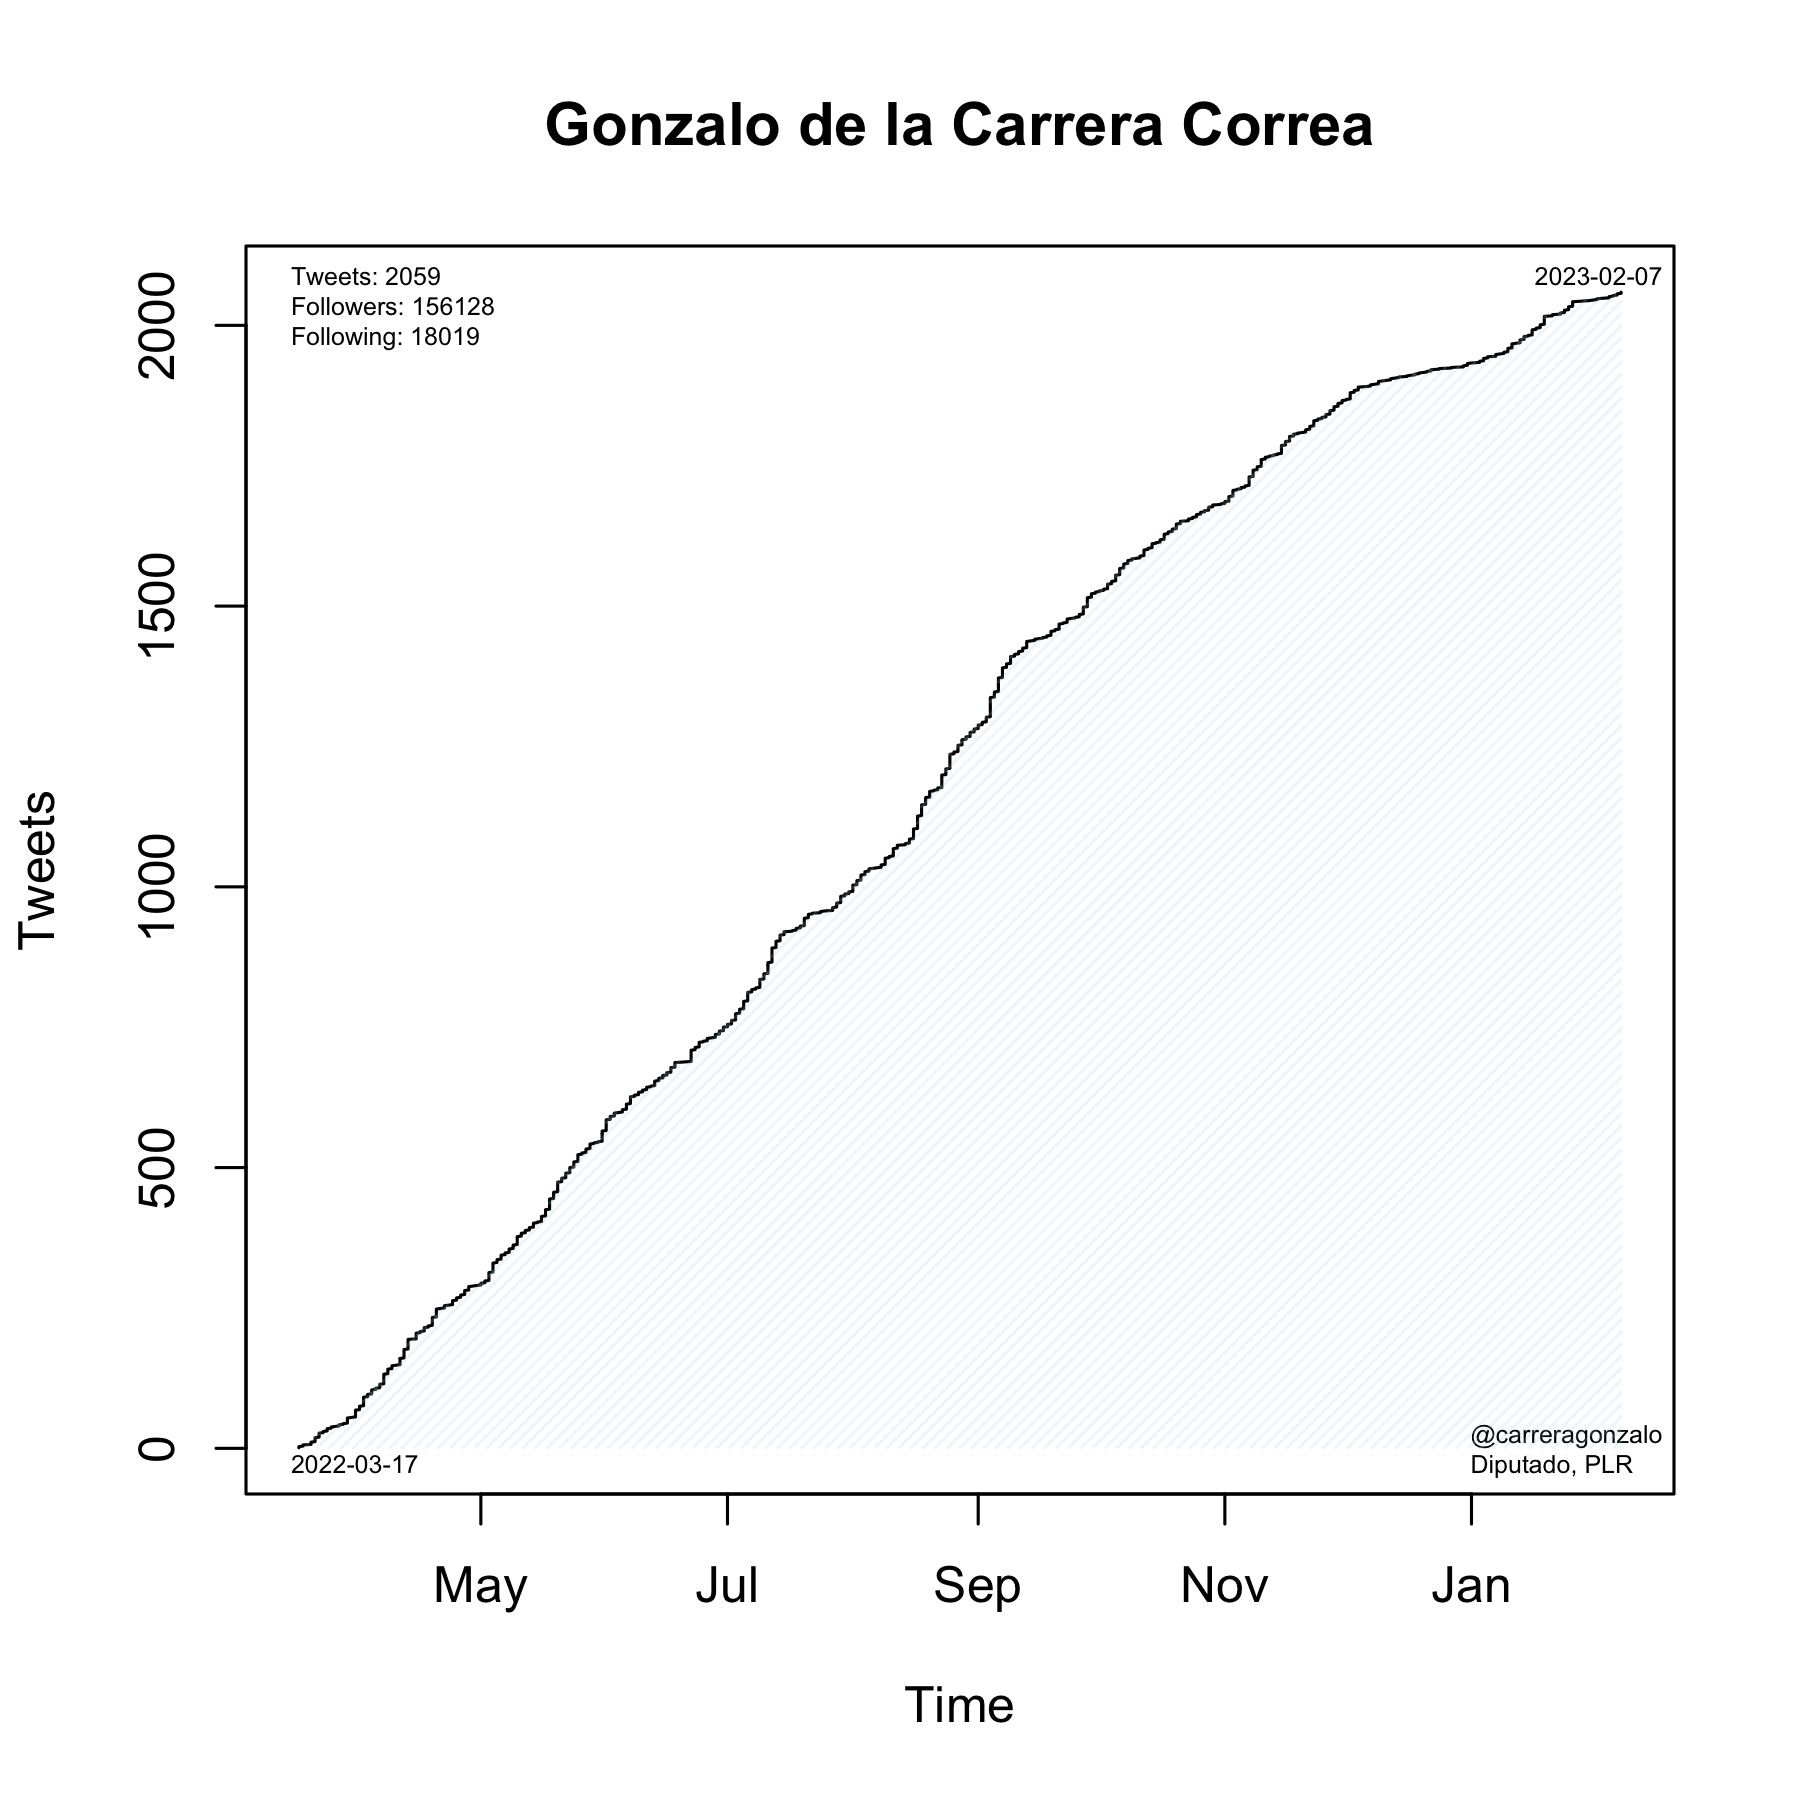 Gonzalo de la Carrera Correa
Tweets: 2059
Followers: 156128
Following: 18019
2023-02-07
2000
1500
1000
500
0
Tweets
2022-03-17
@carreragonzalo
Diputado, PLR
May
Jul
Sep
Nov
Jan
Time